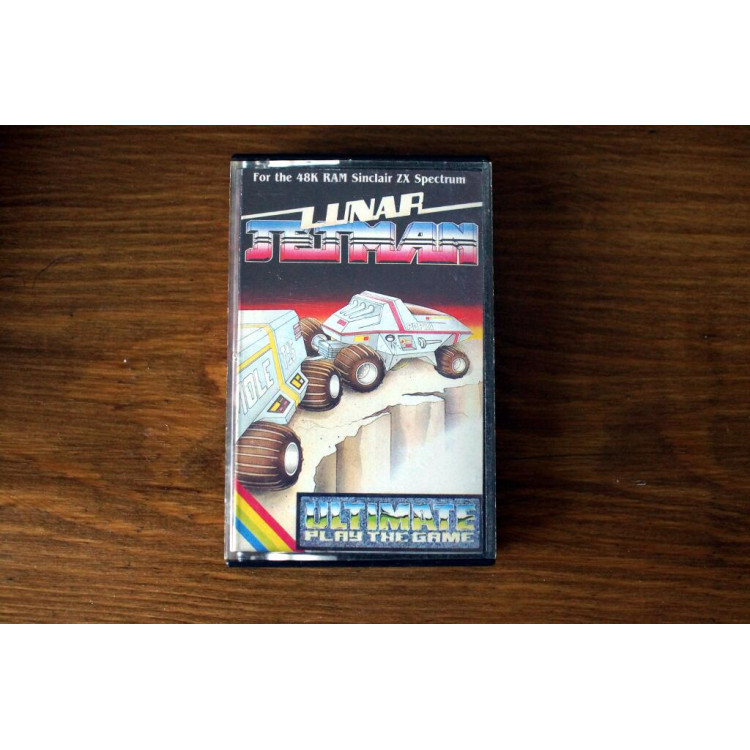 For the 48K RAM Sinclair ZX Spectrum
LUNAR
JETMAN
ULTIMATE
PLAY THE GAME